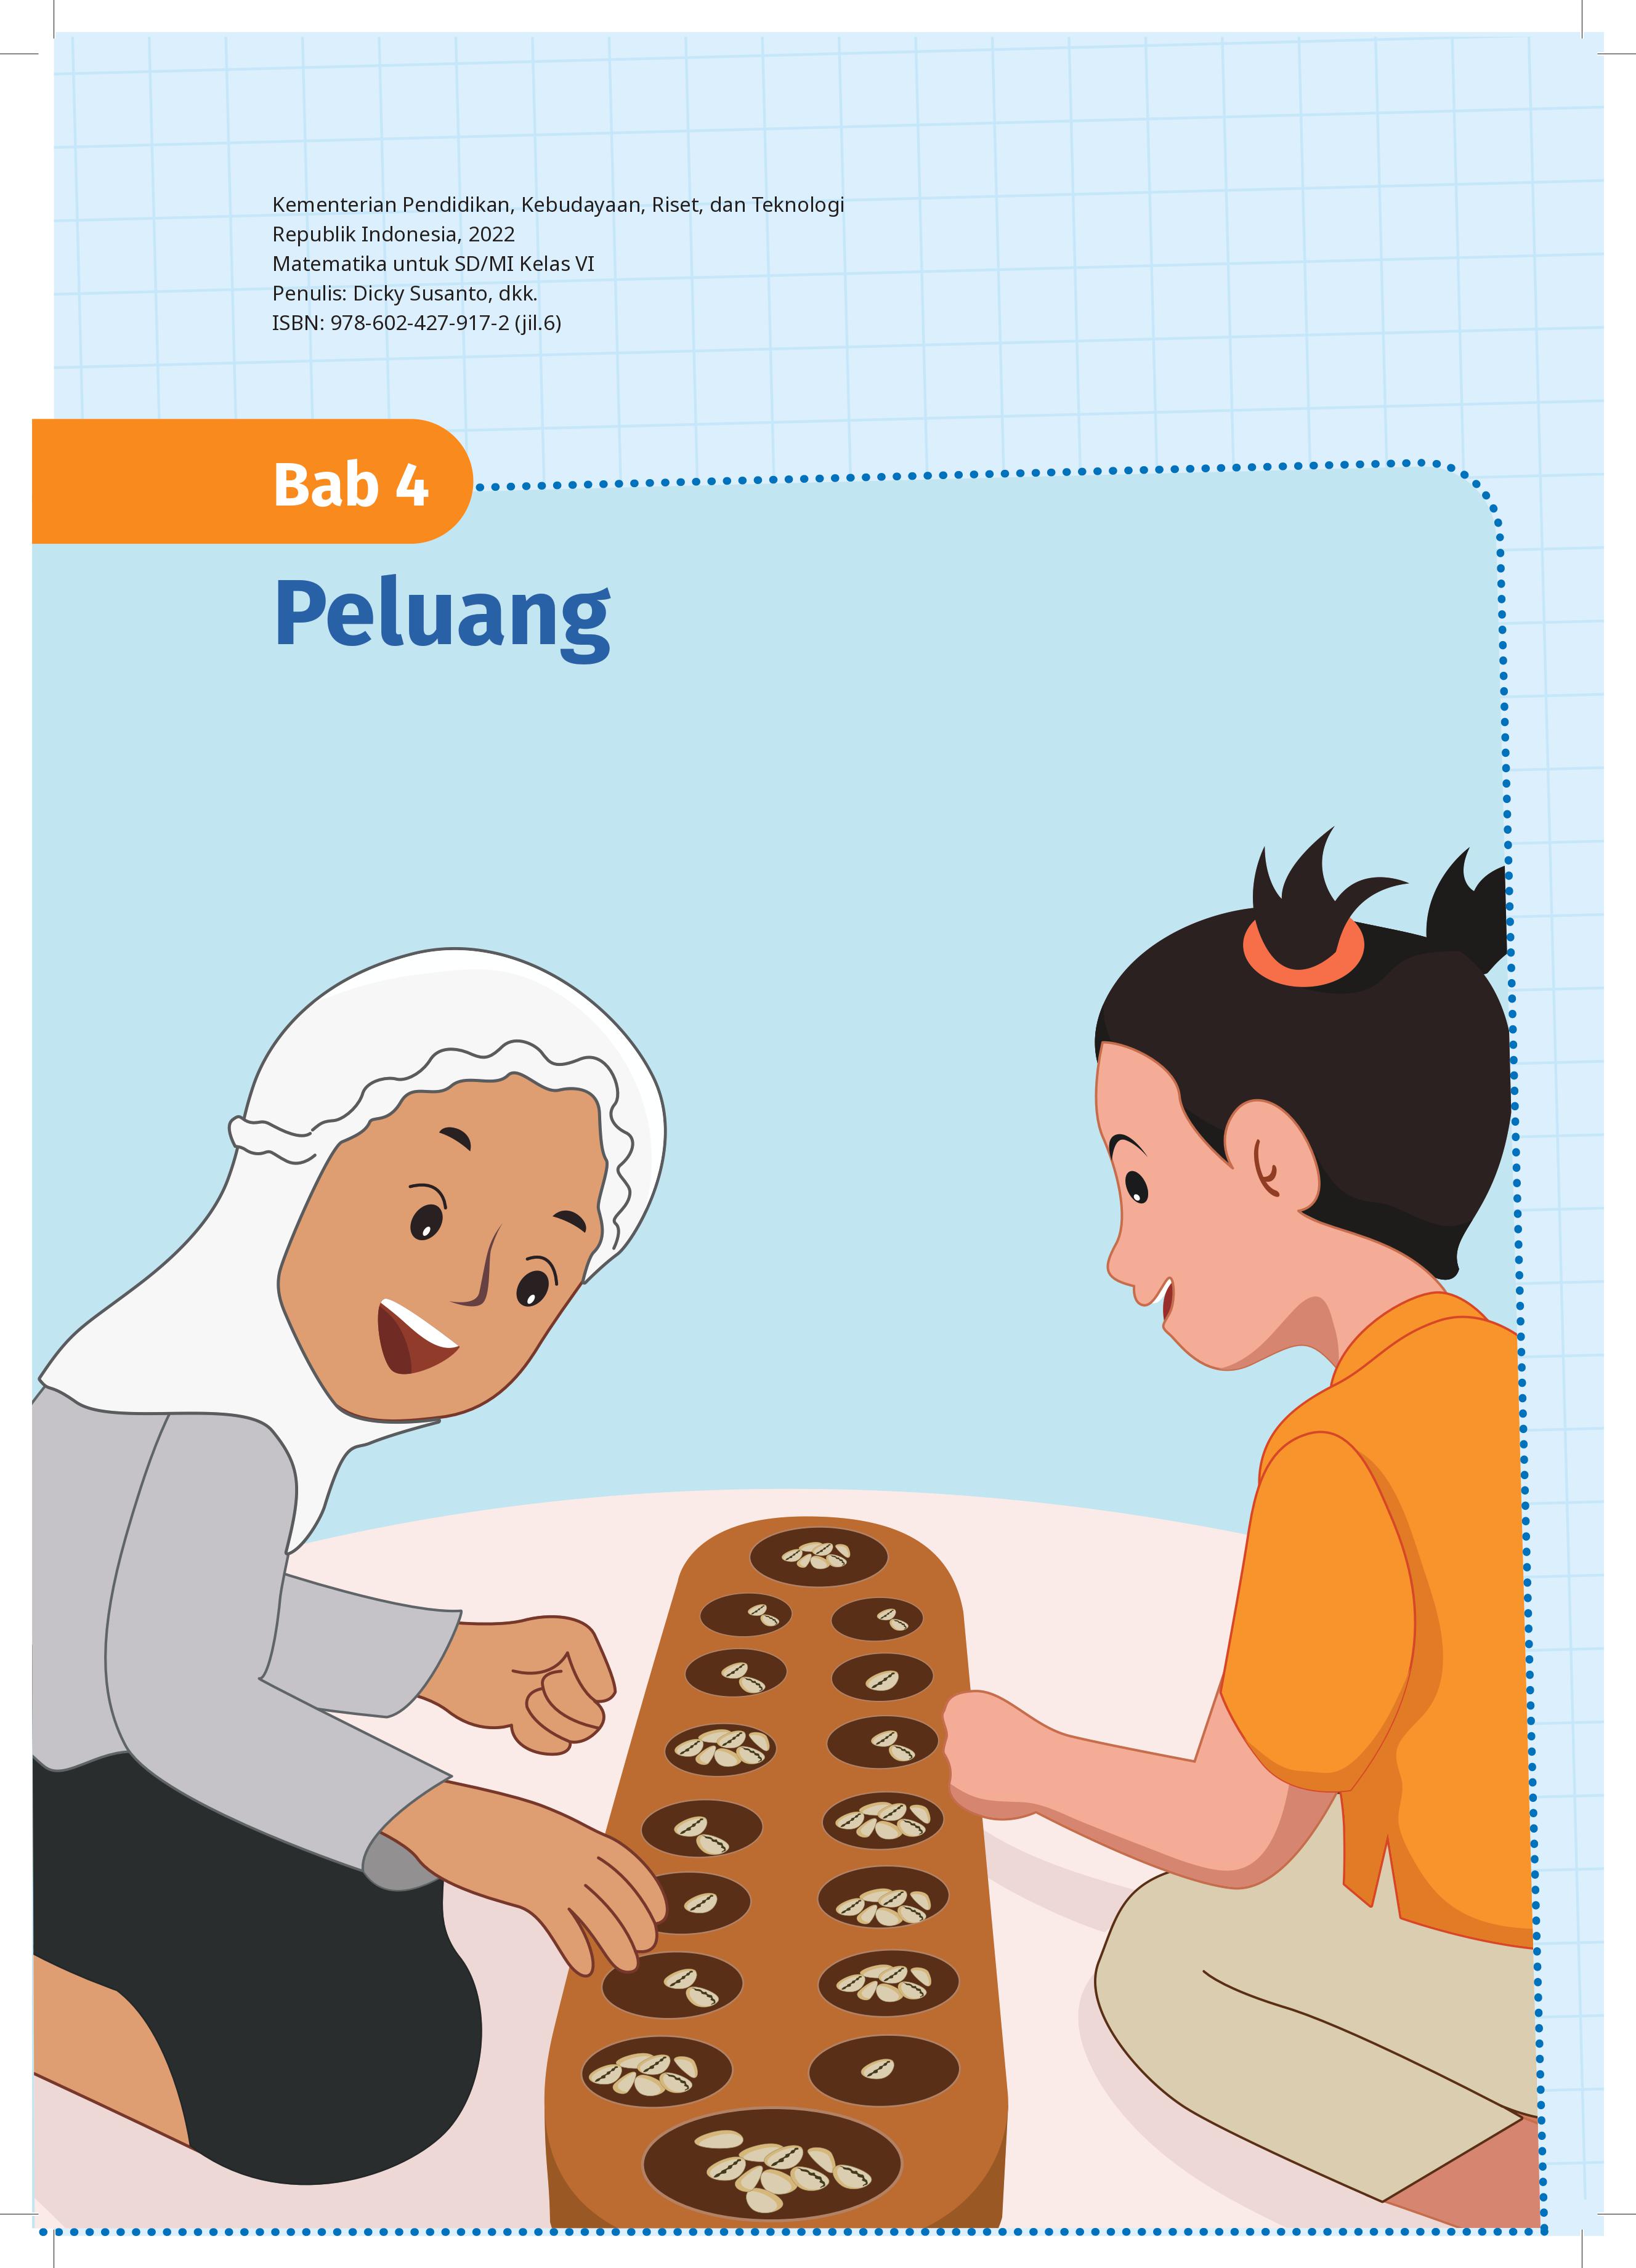 Kementerian Pendidikan, Kebudayaan, Riset, dan Teknologi
Republik Indonesia, 2022
Matematika untuk SD/MI Kelas VI
Penulis: Dicky Susanto, dkk.
ISBN: 978-602-427-917-2 (jil.6)
Bab 4
Peluang